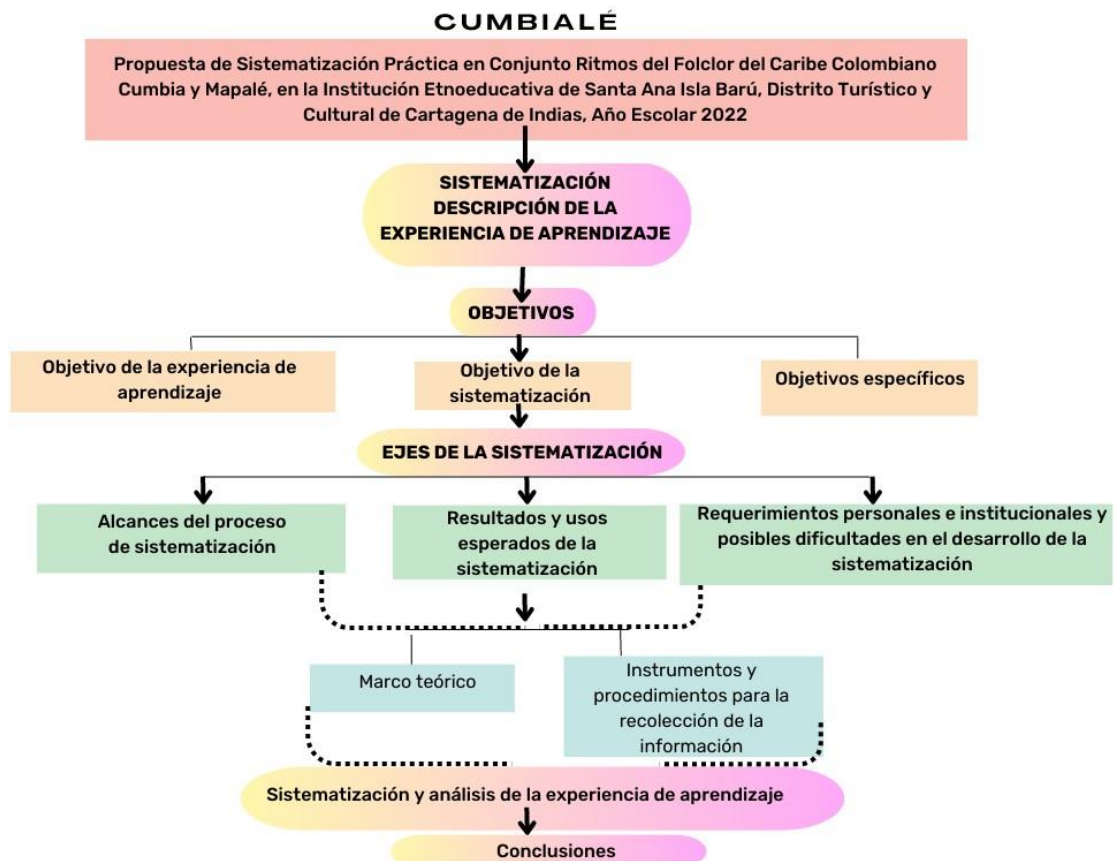 CUMBIALÉ
Propuesta de Sistematización Práctica en Conjunto Ritmos del Folclor del Caribe Colombiano
Cumbia y Mapalé, en la Institución Etnoeducativa de Santa Ana Isla Barú, Distrito Turístico y
Cultural de Cartagena de Indias, Año Escolar 2022
SISTEMATIZACIÓN
DESCRIPCIÓN DE LA
EXPERIENCIA DE APRENDIZAJE
OBJETIVOS
Objetivo de la experiencia de
aprendizaje
Objetivo de la
sistematización
Objetivos específicos
EJES DE LA SISTEMATIZACIÓN
Alcances del proceso
de sistematización
Resultados y usos
esperados de la
sistematización
Requerimientos personales e institucionales y
posibles dificultades en el desarrollo de la
sistematización
Marco teórico
Instrumentos y
procedimientos para la
recolección de la
información
Sistematización y análisis de la experiencia de aprendizaje
Conclusiones